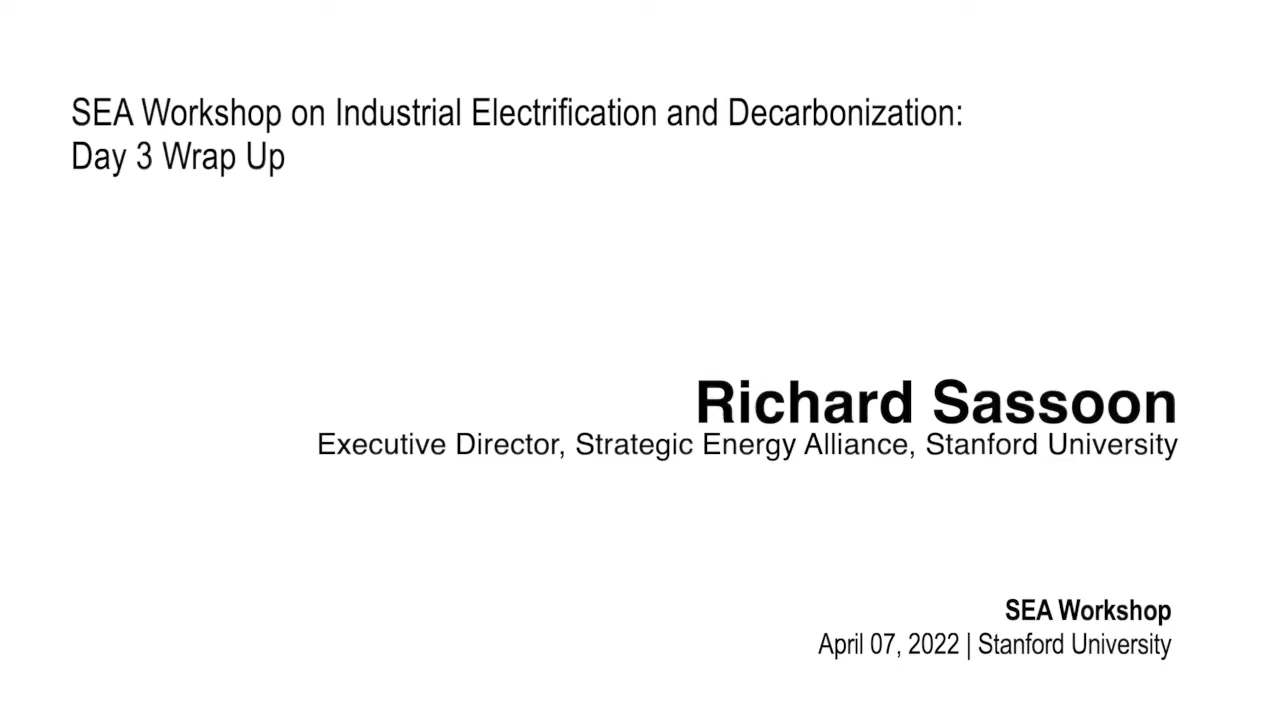 SEA Workshop on Industrial Electrification and Decarbonization:
Day 3 Wrap Up
Richard Sassoon
Executive Director, Strategic Energy Alliance, Stanford University
SEA Workshop
April 07, 2022 | Stanford University